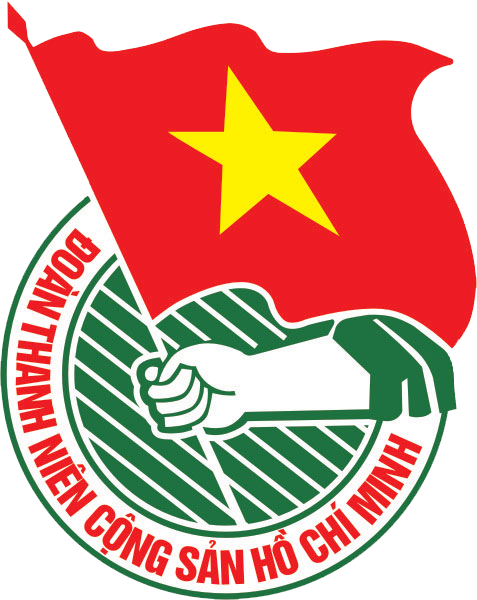 ĐOÀN THANH NIÊN CỘNG SẢN HỒ CHÍ MINH